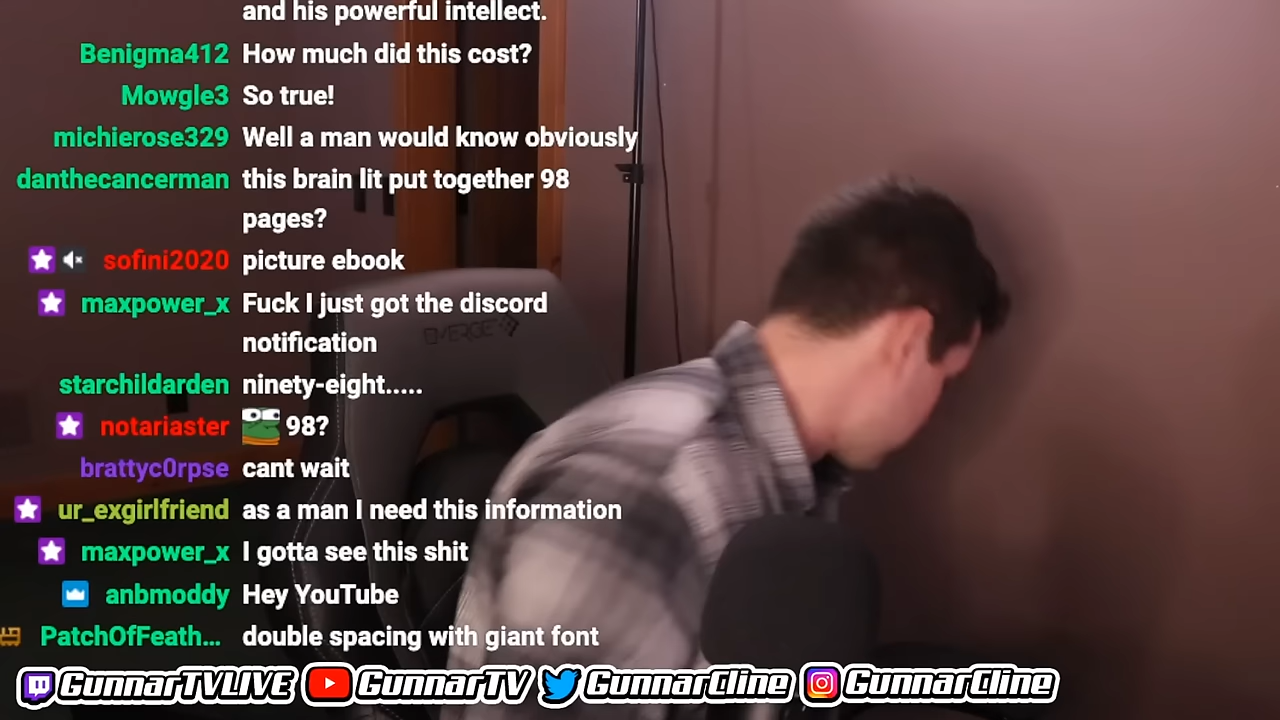 and his powerful intellect.
Benigma412 How much did this cost?
Mowgle3 So true!
michierose329 Well a man would know obviously
danthecancerman this brain lit put together 98
pages?
sofini2020 picture ebook
maxpower_x Fuck I just got the discord
notification
starchildarden ninety-eight.....
notariaster 98?
brattyc0rpse cant wait
ur_exgirlfriend as a man I need this information
maxpower_x I gotta see this shit
anbmoddy Hey YouTube
PatchOfFeath... double spacing with giant font
GunnarTVLIVE GunnarTV GunnarCline GunnarCline